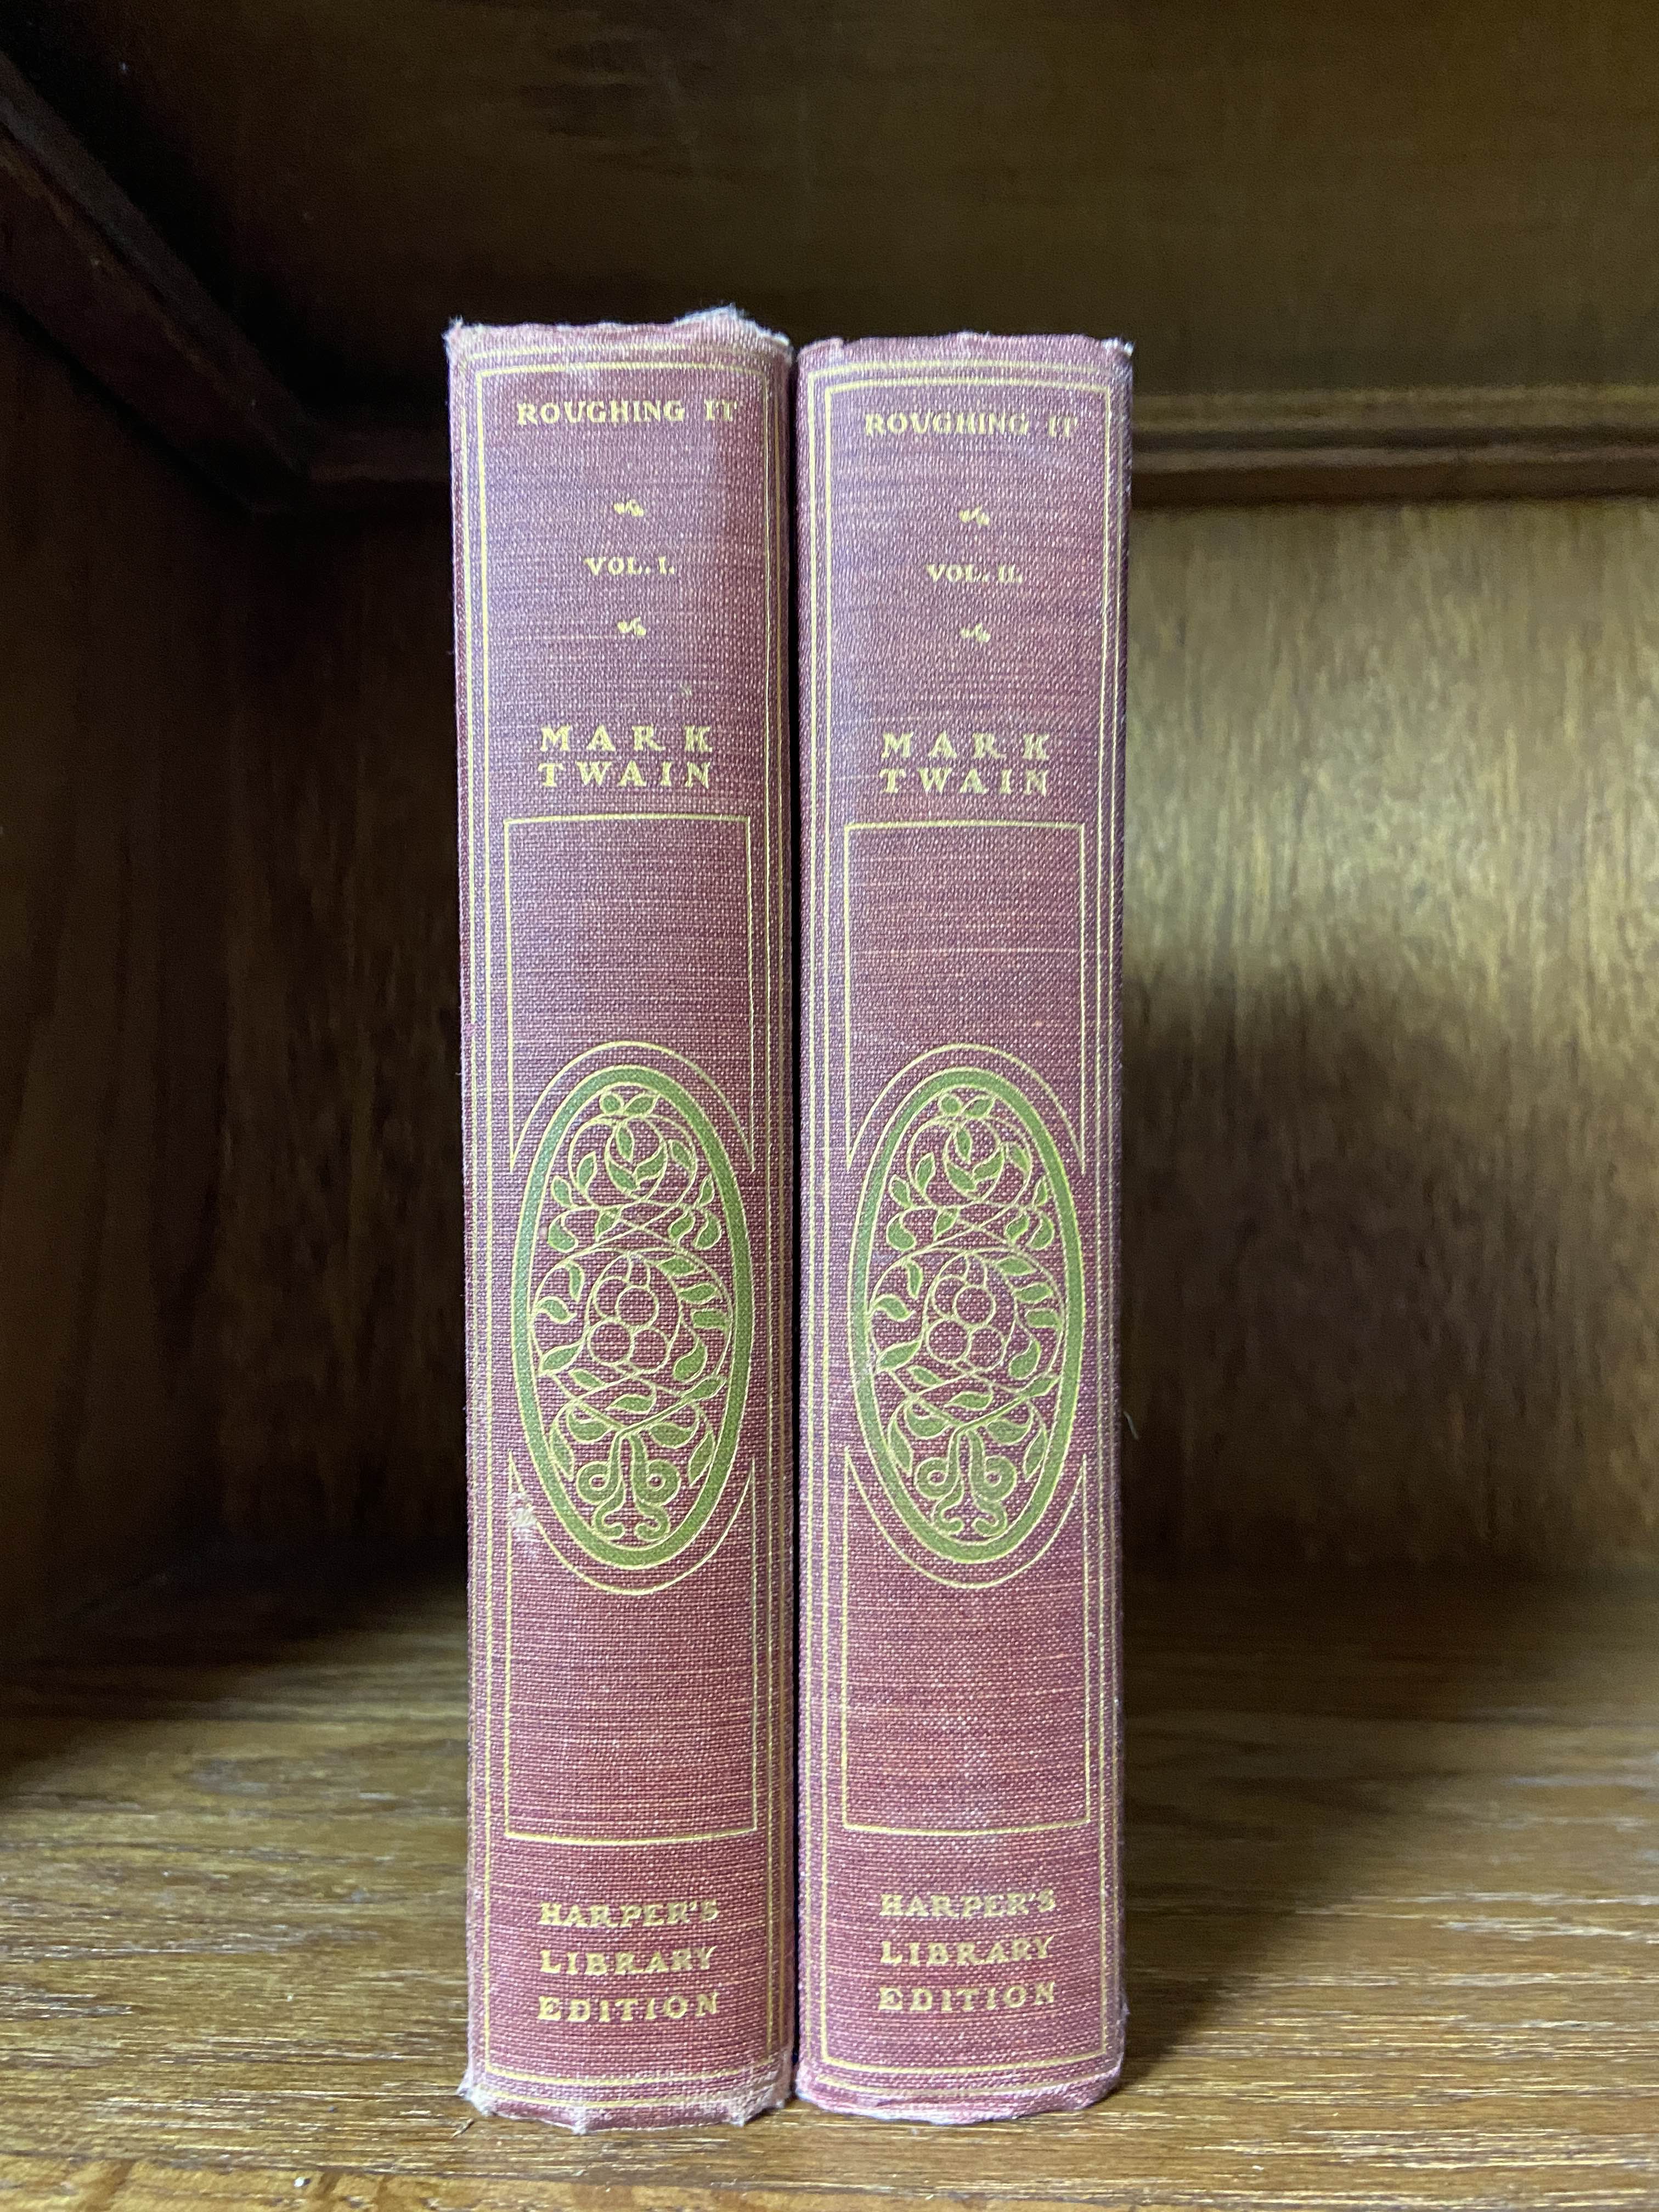 ROUGHING IT
VOL. I.
MARK
TWAIN
HARPER'S
LIBRARY
EDITION
ROUGHING IT
VOL. II.
MARK
TWAIN
HARPER'S
LIBRARY
EDITION